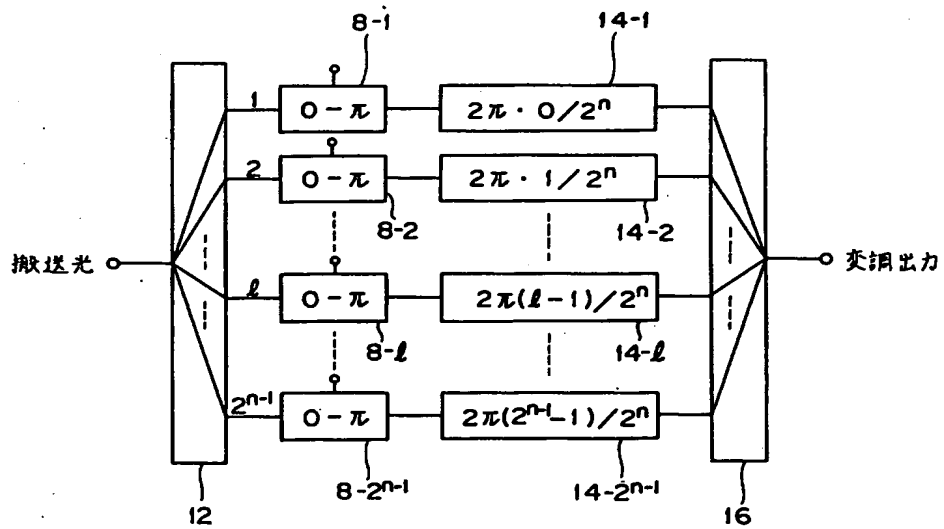 8-1
14-1
1
0-π
2π・0/2ⁿ
2
0-π
2π・1/2ⁿ
8-2
14-2
搬送光
変調出力
ℓ
0-π
2π(ℓ-1)/2ⁿ
8-ℓ
14-ℓ
2ⁿ⁻¹
0-π
2π(2ⁿ⁻¹-1)/2ⁿ
8-2ⁿ⁻¹
14-2ⁿ⁻¹
12
16